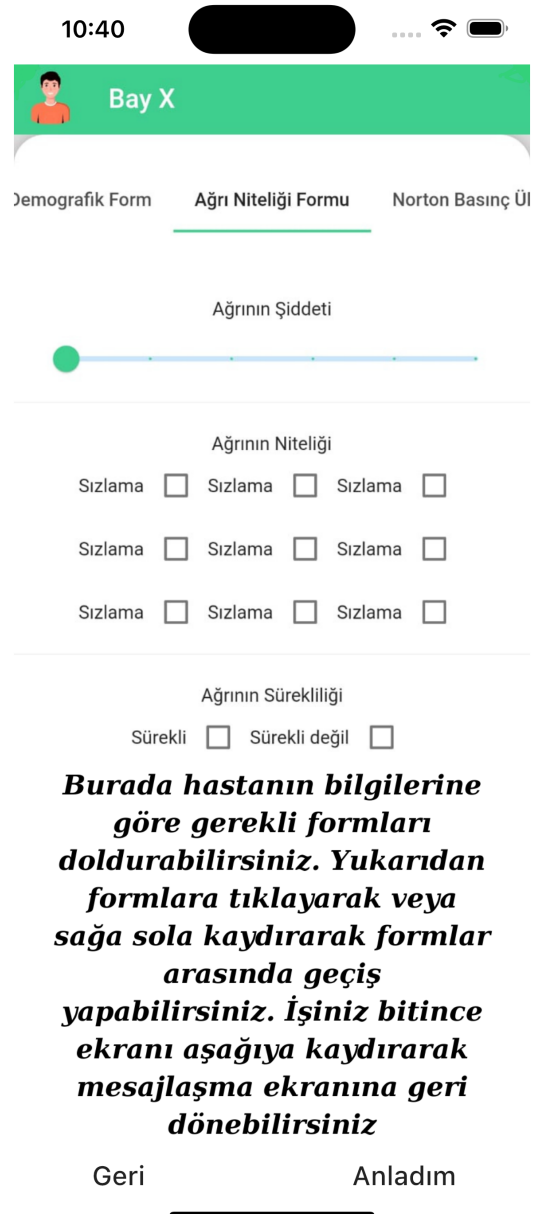 10:40
Bay X
Demografik Form Ağrı Niteliği Formu Norton Basınç Ül
Ağrının Şiddeti
Ağrının Niteliği
Sızlama Sızlama Sızlama
Sızlama Sızlama Sızlama
Sızlama Sızlama Sızlama
Ağrının Sürekliliği
Sürekli Sürekli değil
Burada hastanın bilgilerine
göre gerekli formları
doldurabilirsiniz. Yukarıdan
formlara tıklayarak veya
sağa sola kaydırarak formlar
arasında geçiş
yapabilirsiniz. İşiniz bitince
ekranı aşağıya kaydırarak
mesajlaşma ekranına geri
dönebilirsiniz
Geri Anladım